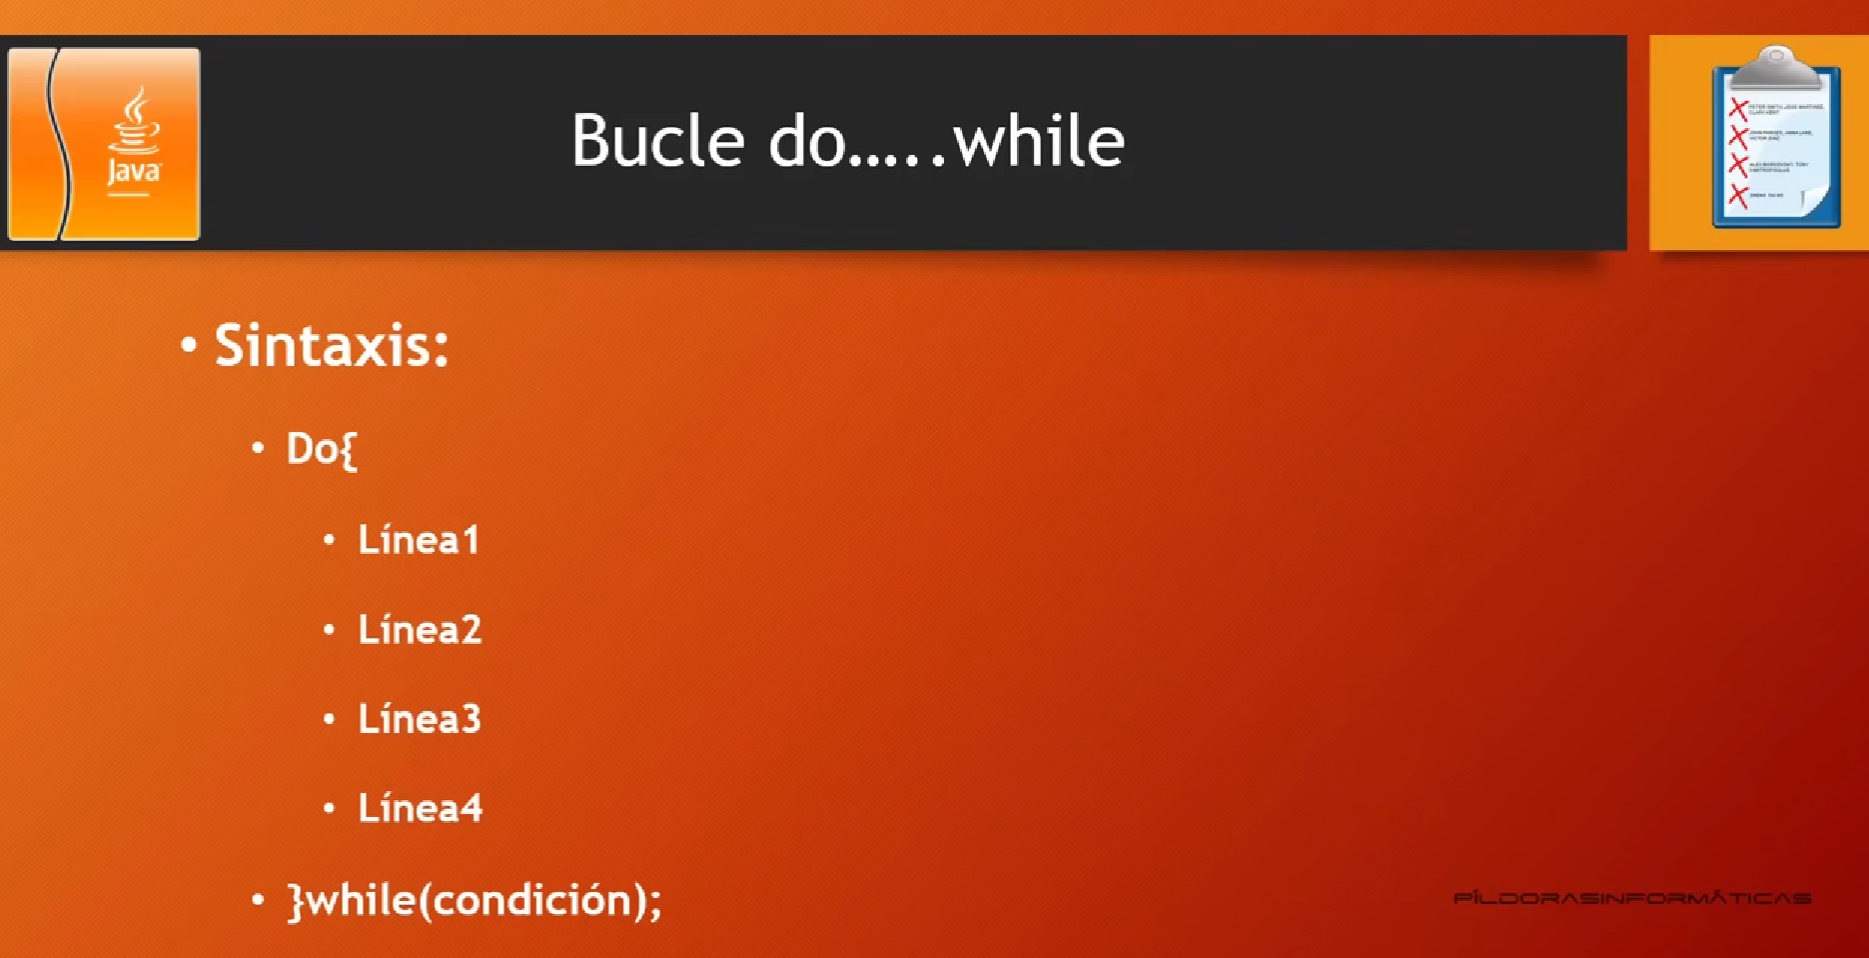 Bucle do.....while
Java
• Sintaxis:
• Do{
• Línea1
• Línea2
• Línea3
• Línea4
• }while(condición);
PÍLDORASINFORMÁTICAS